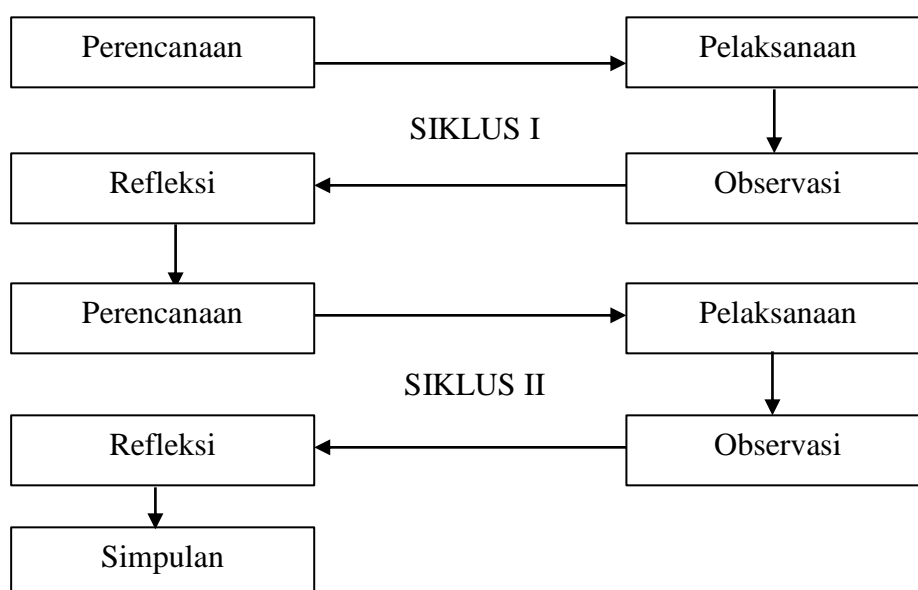 Perencanaan
Pelaksanaan
SIKLUS I
Refleksi
Observasi
Perencanaan
Pelaksanaan
SIKLUS II
Refleksi
Observasi
Simpulan